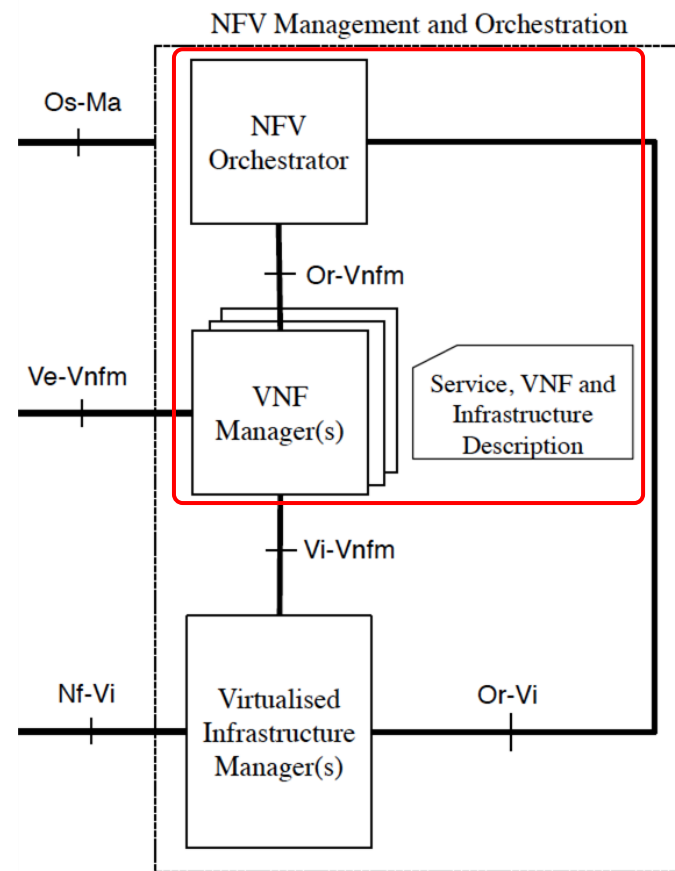 NFV Management and Orchestration
Os-Ma
NFV
Orchestrator
Or-Vnfm
Ve-Vnfm
VNF
Manager(s)
Service, VNF and
Infrastructure
Description
Vi-Vnfm
Nf-Vi
Virtualised
Infrastructure
Manager(s)
Or-Vi